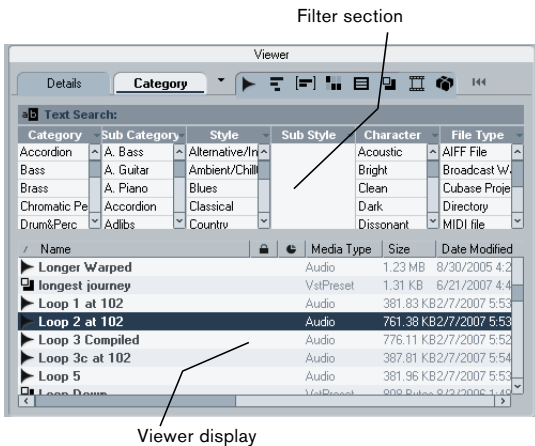 Filter section
Viewer
Details Category
ab Text Search:
Category Sub Category Style Sub Style Character File Type
Accordion A. Bass Alternative/In Acoustic AIFF File
Bass A. Guitar Ambient/Chill Bright Broadcast W
Brass A. Piano Blues Clean Cubase Proje
Chromatic Pe Accordion Classical Dark Directory
Drum&Perc Adlibs Country Dissonant MIDI file
/ Name Media Type Size Date Modified
Longer Warped Audio 1.23 MB 8/30/2005 4:2
longest journey VstPreset 1.31 KB 6/21/2007 4:4
Loop 1 at 102 Audio 381.83 KB 2/7/2007 5:53
Loop 2 at 102 Audio 761.38 KB 2/7/2007 5:53
Loop 3 Compiled Audio 776.11 KB 2/7/2007 5:52
Loop 3c at 102 Audio 387.81 KB 2/7/2007 5:54
Loop 5 Audio 381.96 KB 2/7/2007 5:53
Loop Down VstPreset 808 Bytes
Viewer display